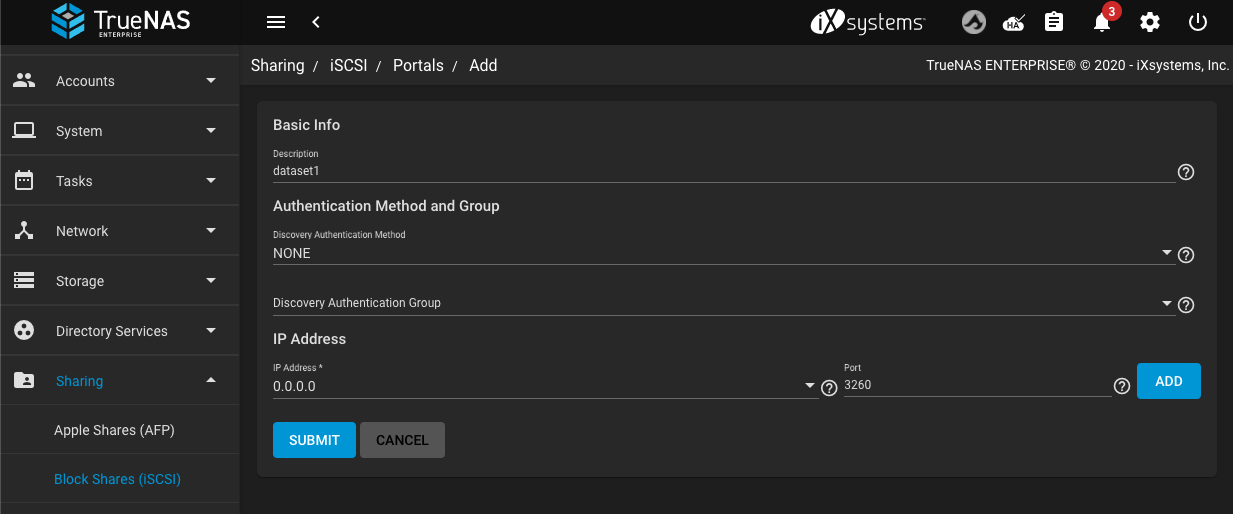 TrueNAS
ENTERPRISE
iXsystems
HA
3
Sharing / iSCSI / Portals / Add
TrueNAS ENTERPRISE® © 2020 - iXsystems, Inc.
Accounts
System
Tasks
Network
Storage
Directory Services
Sharing
Apple Shares (AFP)
Block Shares (iSCSI)
Basic Info
Description
dataset1
Authentication Method and Group
Discovery Authentication Method
NONE
Discovery Authentication Group
IP Address
IP Address *
0.0.0.0
Port
3260
ADD
SUBMIT
CANCEL